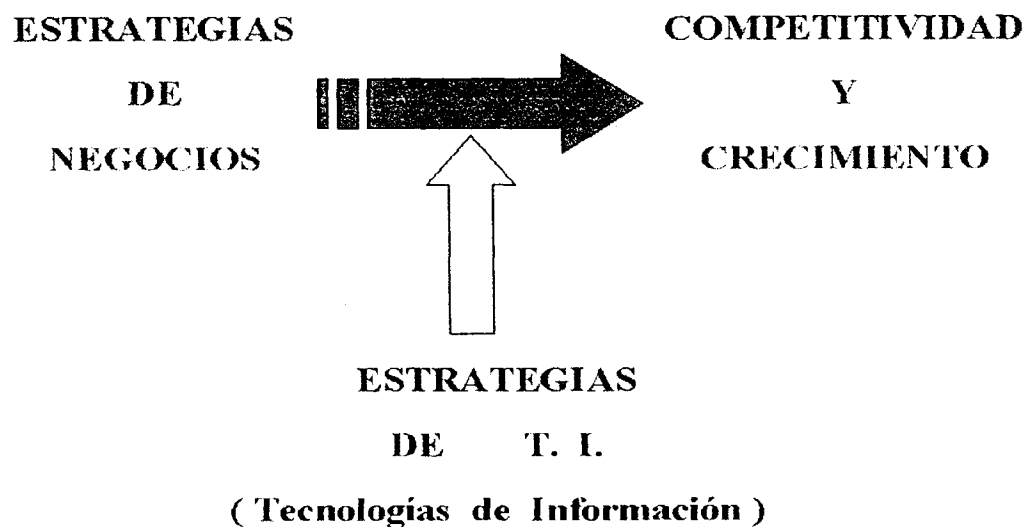 ESTRATEGIAS
DE
NEGOCIOS
COMPETITIVIDAD
Y
CRECIMIENTO
ESTRATEGIAS
DE T. I.
( Tecnologías de Información )